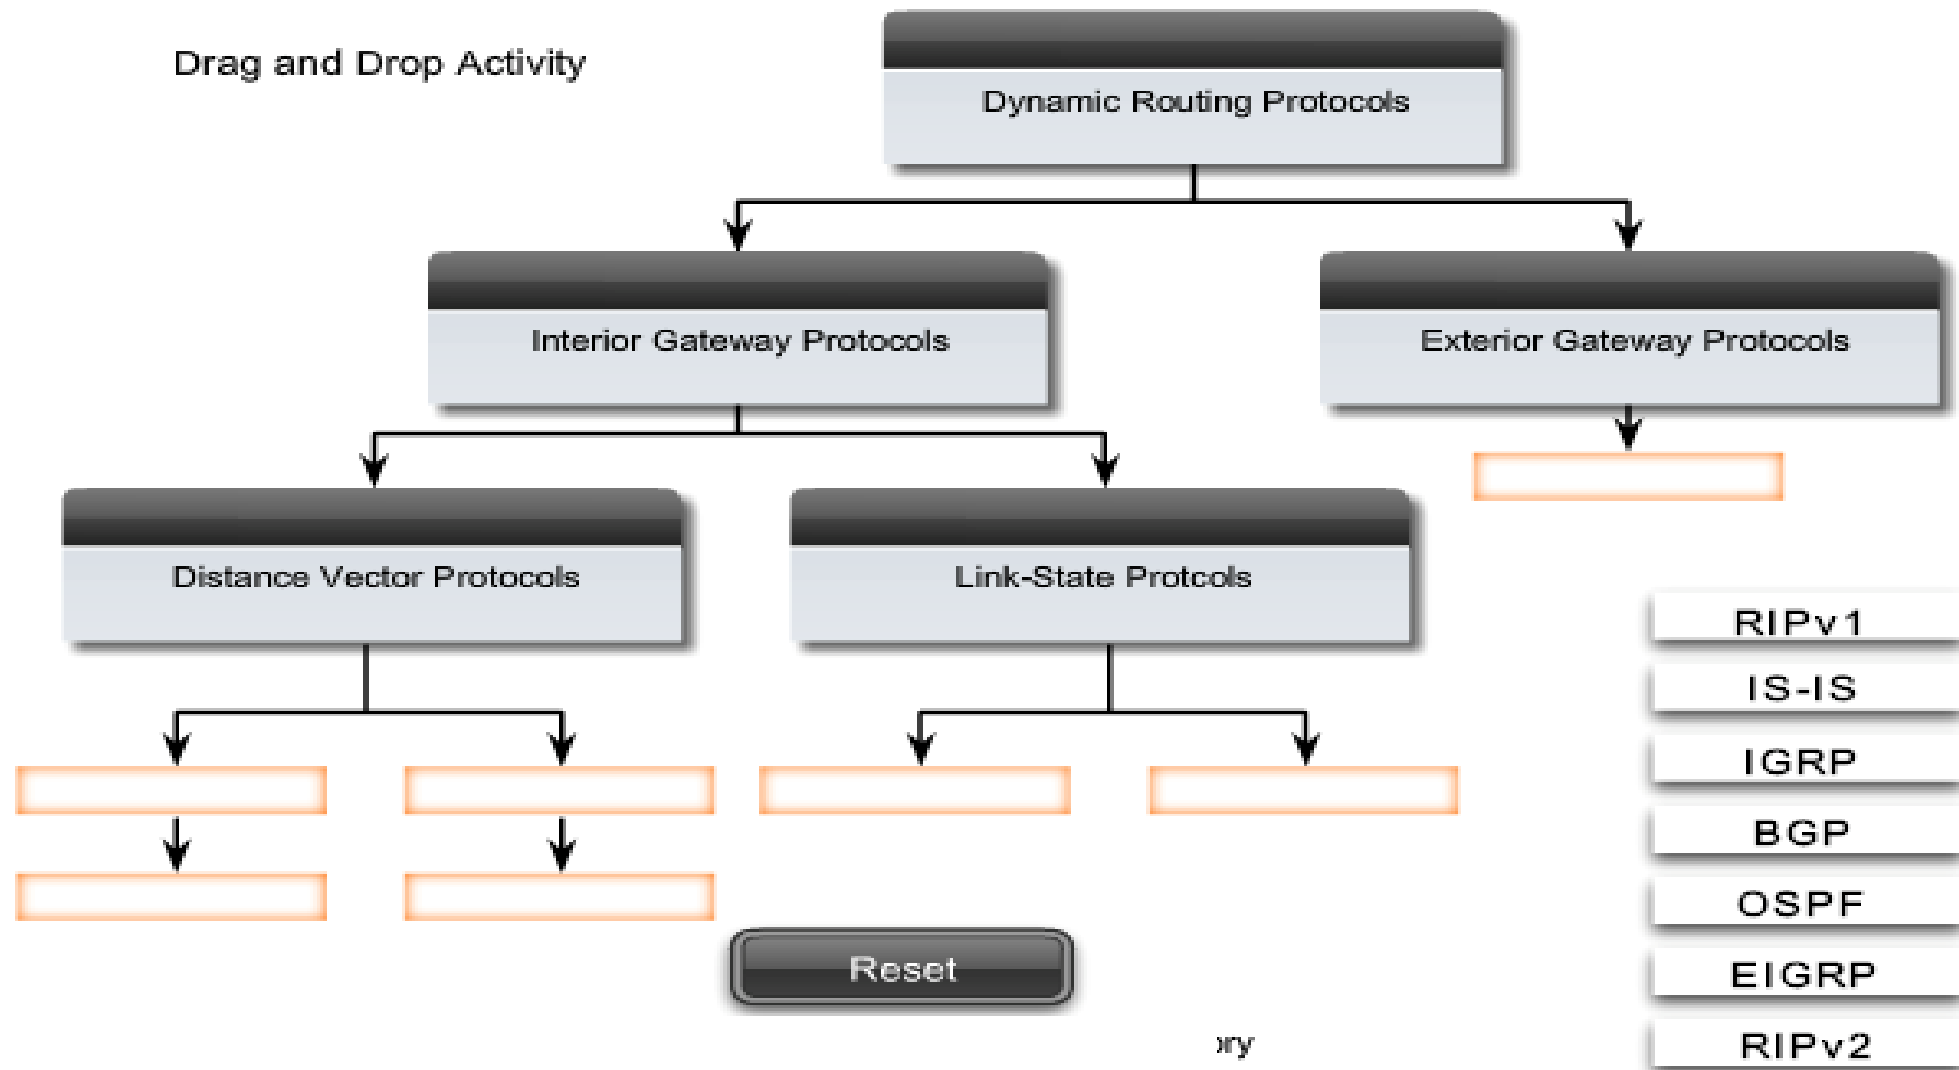 Drag and Drop Activity
Dynamic Routing Protocols
Interior Gateway Protocols
Exterior Gateway Protocols
Distance Vector Protocols
Link-State Protcols
RIPv1
IS-IS
IGRP
BGP
OSPF
EIGRP
RIPv2
Reset